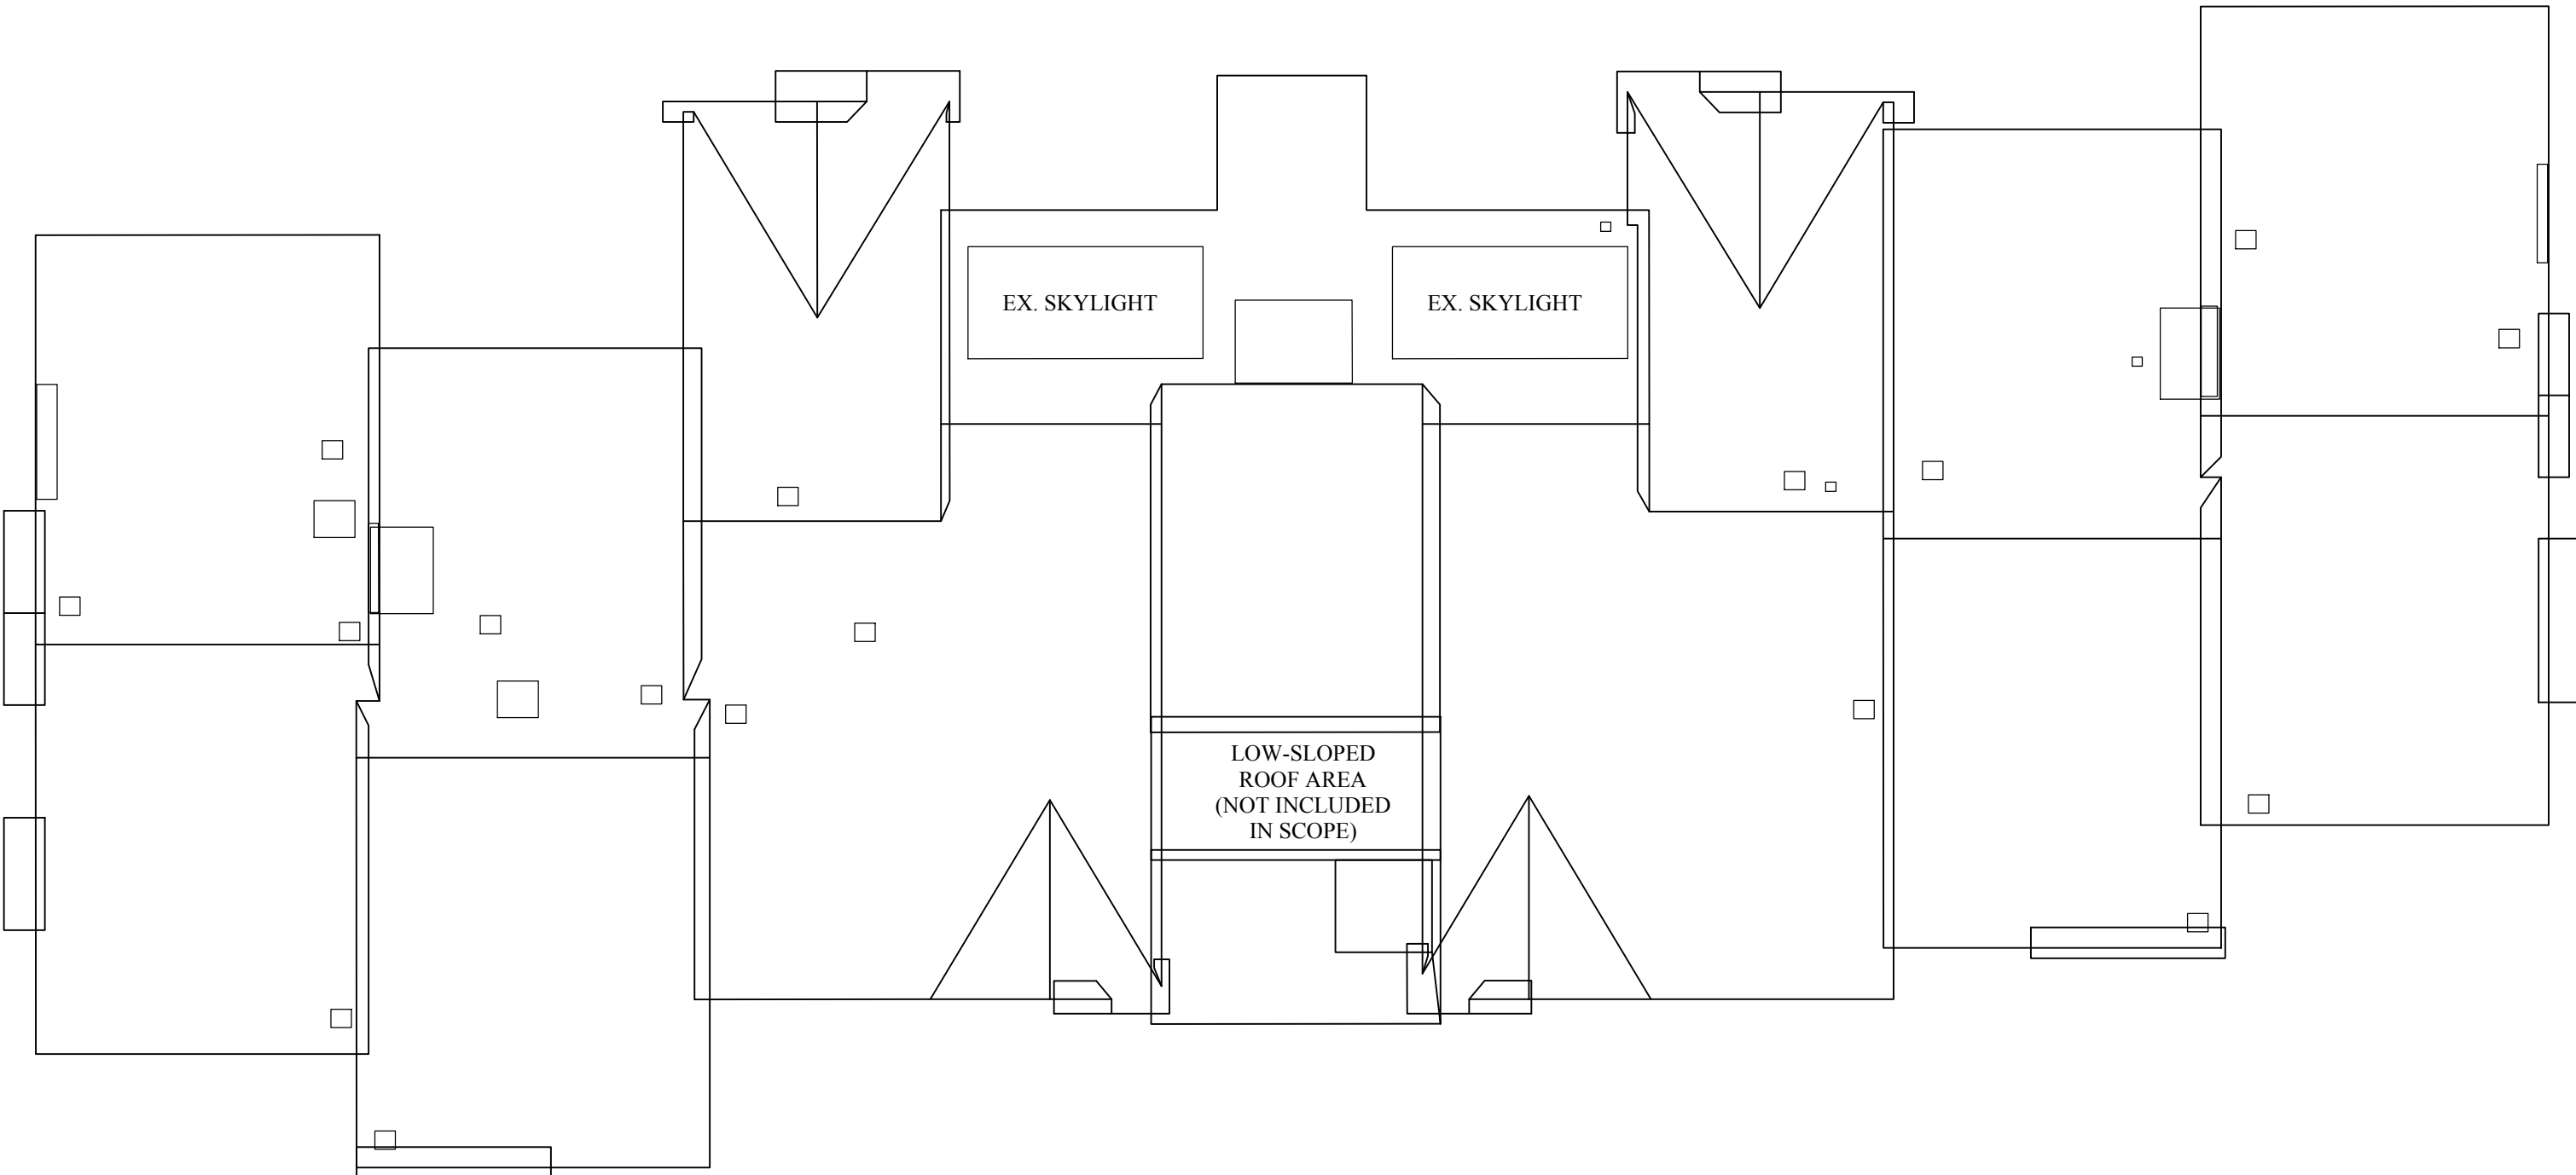 EX. SKYLIGHT
EX. SKYLIGHT
LOW-SLOPED
ROOF AREA
(NOT INCLUDED
IN SCOPE)